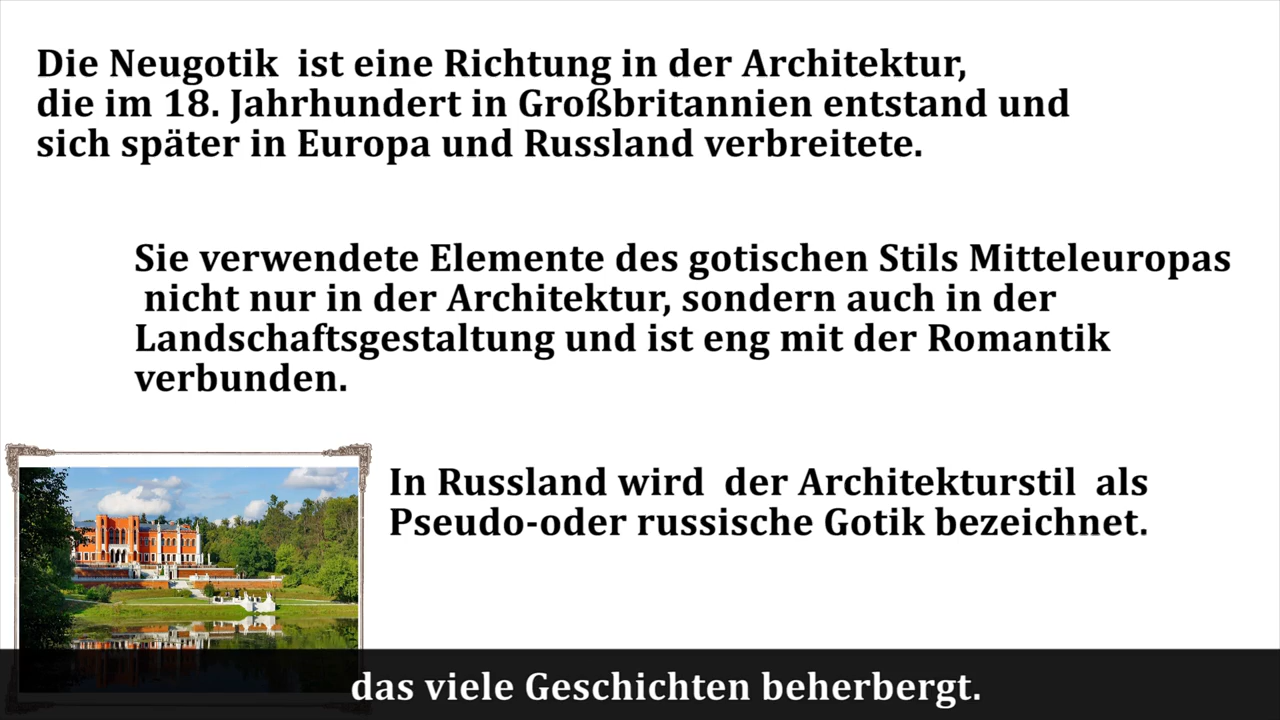 Die Neugotik  ist eine Richtung in der Architektur,
die im 18. Jahrhundert in Großbritannien entstand und
sich später in Europa und Russland verbreitete.
Sie verwendete Elemente des gotischen Stils Mitteleuropas
nicht nur in der Architektur, sondern auch in der
Landschaftsgestaltung und ist eng mit der Romantik
verbunden.
In Russland wird  der Architekturstil  als
Pseudo-oder russische Gotik bezeichnet.
das viele Geschichten beherbergt.